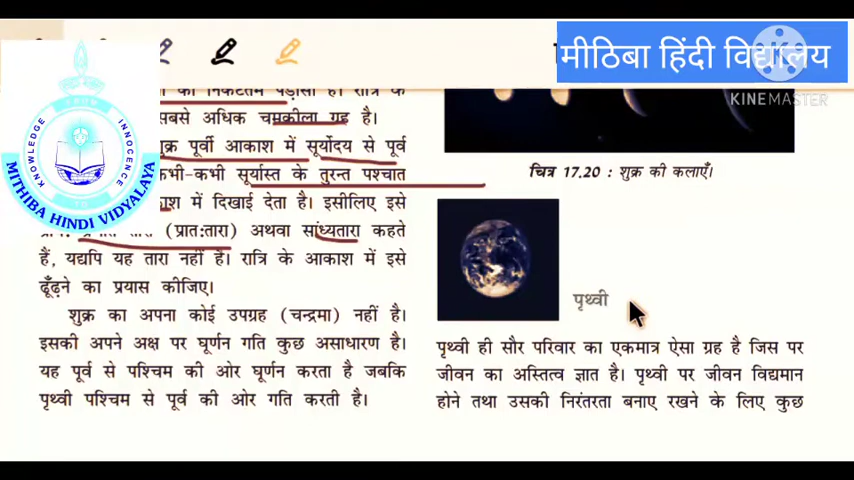 मीठिबा हिंदी विद्यालय
KINEMASTER
KNOWLEDGE GROW INNOCENCE
MITHIBA HINDI VIDYALAYA
का निकटतम पड़ोसी है। रात्रि के
सबसे अधिक चमकीला ग्रह है।
शुक्र पूर्वी आकाश में सूर्योदय से पूर्व
कभी-कभी सूर्यास्त के तुरन्त पश्चात
में दिखाई देता है। इसीलिए इसे
तारा (प्रात:तारा) अथवा सांध्यतारा कहते
हैं, यद्यपि यह तारा नहीं है। रात्रि के आकाश में इसे
ढूँढ़ने का प्रयास कीजिए।
शुक्र का अपना कोई उपग्रह (चन्द्रमा) नहीं है।
इसकी अपने अक्ष पर घूर्णन गति कुछ असाधारण है।
यह पूर्व से पश्चिम की ओर घूर्णन करता है जबकि
पृथ्वी पश्चिम से पूर्व की ओर गति करती है।
चित्र 17.20 : शुक्र की कलाएँ।
पृथ्वी
पृथ्वी ही सौर परिवार का एकमात्र ऐसा ग्रह है जिस पर
जीवन का अस्तित्व ज्ञात है। पृथ्वी पर जीवन विद्यमान
होने तथा उसकी निरंतरता बनाए रखने के लिए कुछ